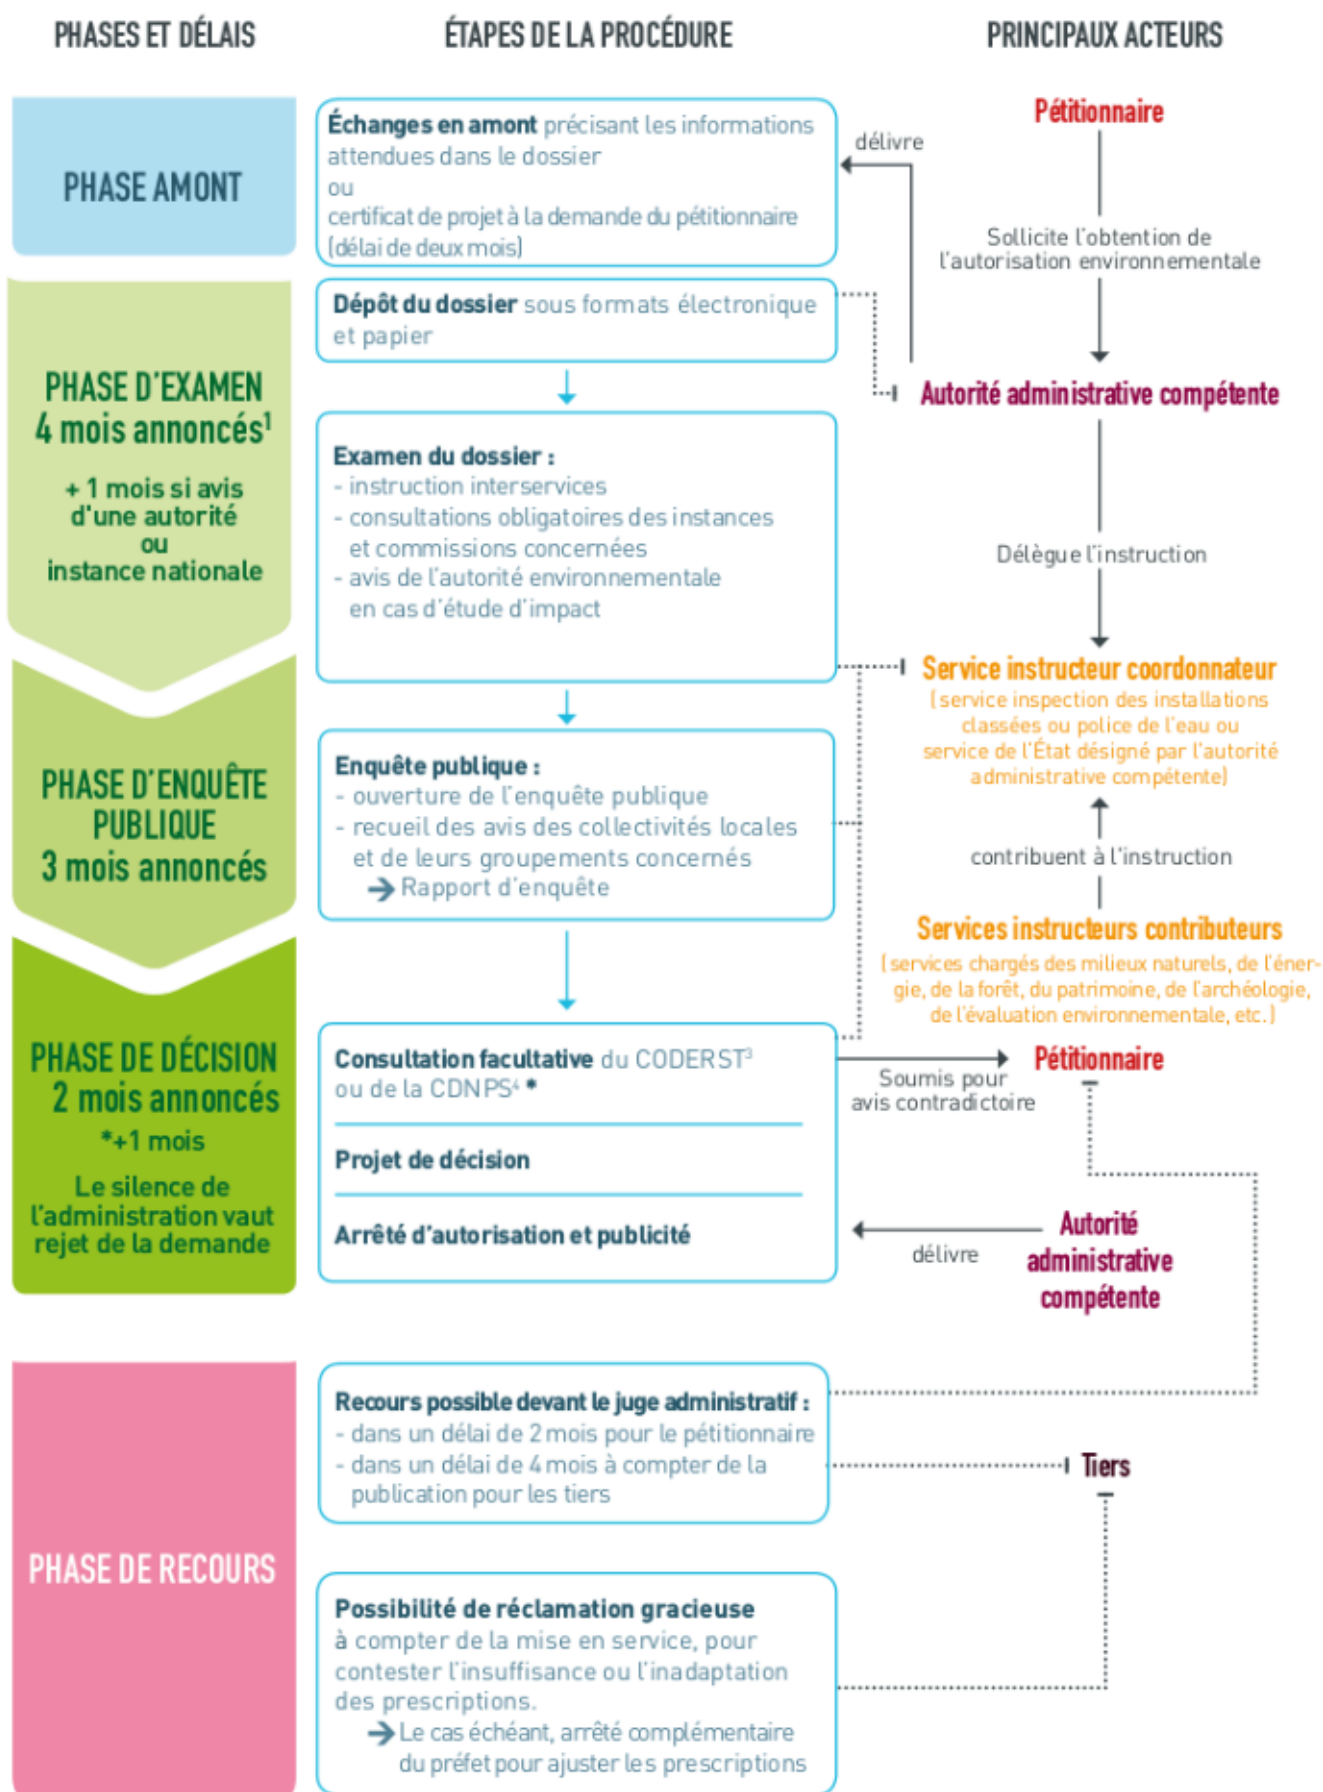 PHASES ET DÉLAIS
ÉTAPES DE LA PROCÉDURE
PRINCIPAUX ACTEURS
PHASE AMONT
Échanges en amont précisant les informations
attendues dans le dossier
ou
certificat de projet à la demande du pétitionnaire
(délai de deux mois)
délivre
Pétitionnaire
Sollicite l'obtention de
l'autorisation environnementale
PHASE D'EXAMEN
4 mois annoncés¹
+ 1 mois si avis
d'une autorité
ou
instance nationale
Dépôt du dossier sous formats électronique
et papier
Autorité administrative compétente
Examen du dossier :
- instruction interservices
- consultations obligatoires des instances
et commissions concernées
- avis de l'autorité environnementale
en cas d'étude d'impact
Délègue l'instruction
Service instructeur coordonnateur
(service inspection des installations
classées ou police de l'eau ou
service de l'État désigné par l'autorité
administrative compétente)
PHASE D'ENQUÊTE
PUBLIQUE
3 mois annoncés
Enquête publique :
- ouverture de l'enquête publique
- recueil des avis des collectivités locales
et de leurs groupements concernés
→ Rapport d'enquête
contribuent à l'instruction
Services instructeurs contributeurs
(services chargés des milieux naturels, de l'éner-
gie, de la forêt, du patrimoine, de l'archéologie,
de l'évaluation environnementale, etc.)
PHASE DE DÉCISION
2 mois annoncés
*+1 mois
Le silence de
l'administration vaut
rejet de la demande
Consultation facultative du CODERST³
ou de la CDNPS⁴ *
Projet de décision
Arrêté d'autorisation et publicité
Pétitionnaire
Soumis pour
avis contradictoire
Autorité
administrative
compétente
délivre
PHASE DE RECOURS
Recours possible devant le juge administratif :
- dans un délai de 2 mois pour le pétitionnaire
- dans un délai de 4 mois à compter de la
publication pour les tiers
Tiers
Possibilité de réclamation gracieuse
à compter de la mise en service, pour
contester l'insuffisance ou l'inadaptation
des prescriptions.
→ Le cas échéant, arrêté complémentaire
du préfet pour ajuster les prescriptions